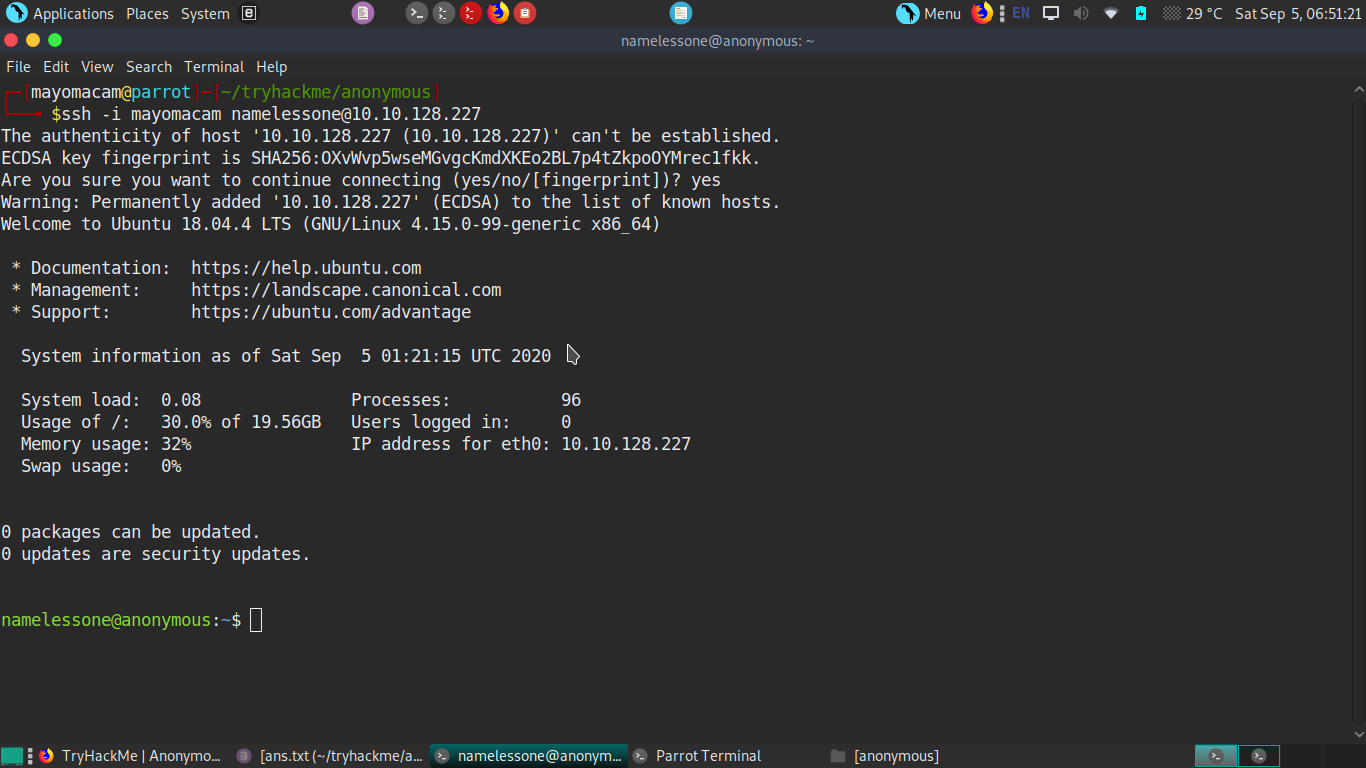 Applications Places System Menu EN 29 °C Sat Sep 5, 06:51:21
namelessone@anonymous: ~
File Edit View Search Terminal Help
[mayomacam@parrot]─[~/tryhackme/anonymous]
$ssh -i mayomacam namelessone@10.10.128.227
The authenticity of host '10.10.128.227 (10.10.128.227)' can't be established.
ECDSA key fingerprint is SHA256:OXvWvp5wseMGvgcKmdXKEo2BL7p4tZkpoOYMrec1fkk.
Are you sure you want to continue connecting (yes/no/[fingerprint])? yes
Warning: Permanently added '10.10.128.227' (ECDSA) to the list of known hosts.
Welcome to Ubuntu 18.04.4 LTS (GNU/Linux 4.15.0-99-generic x86_64)
* Documentation:  https://help.ubuntu.com
* Management:     https://landscape.canonical.com
* Support:        https://ubuntu.com/advantage
System information as of Sat Sep  5 01:21:15 UTC 2020
System load:  0.08               Processes:           96
Usage of /:   30.0% of 19.56GB   Users logged in:     0
Memory usage: 32%                IP address for eth0: 10.10.128.227
Swap usage:   0%
0 packages can be updated.
0 updates are security updates.
namelessone@anonymous:~$
TryHackMe | Anonymo... [ans.txt (~/tryhackme/a... namelessone@anonym... Parrot Terminal [anonymous]